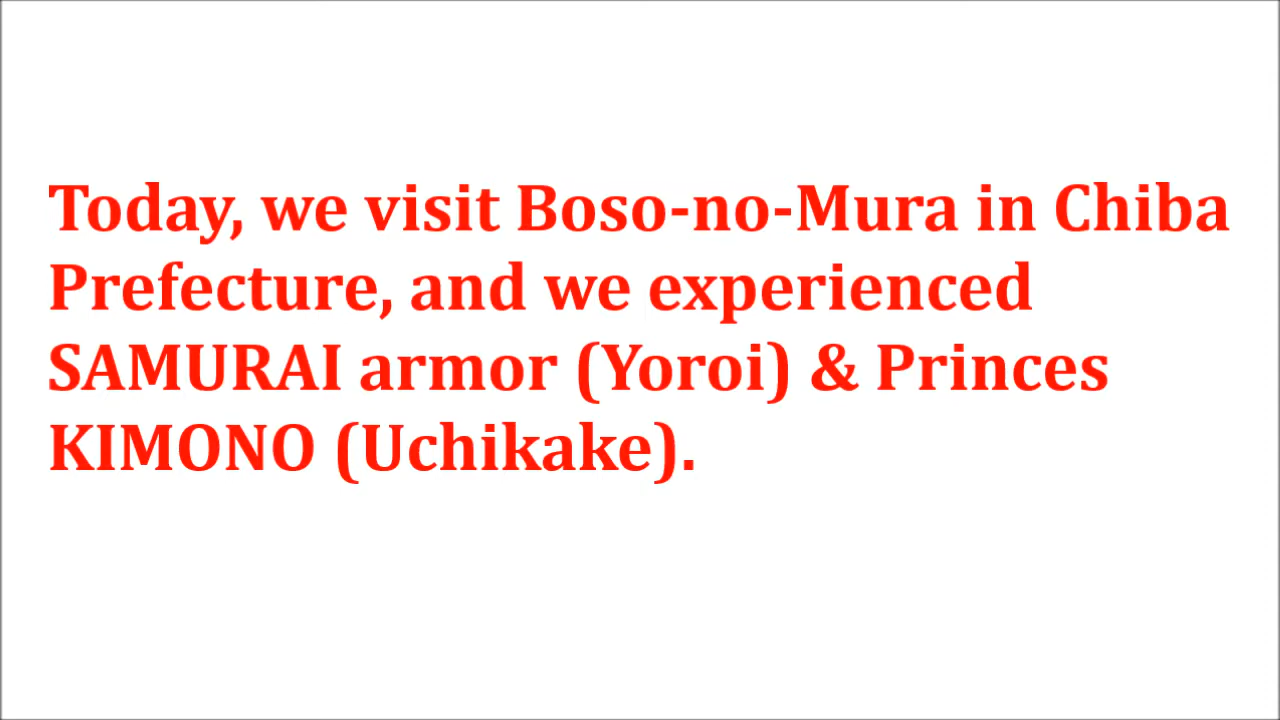 Today, we visit Boso-no-Mura in Chiba
Prefecture, and we experienced
SAMURAI armor (Yoroi) & Princes
KIMONO (Uchikake).